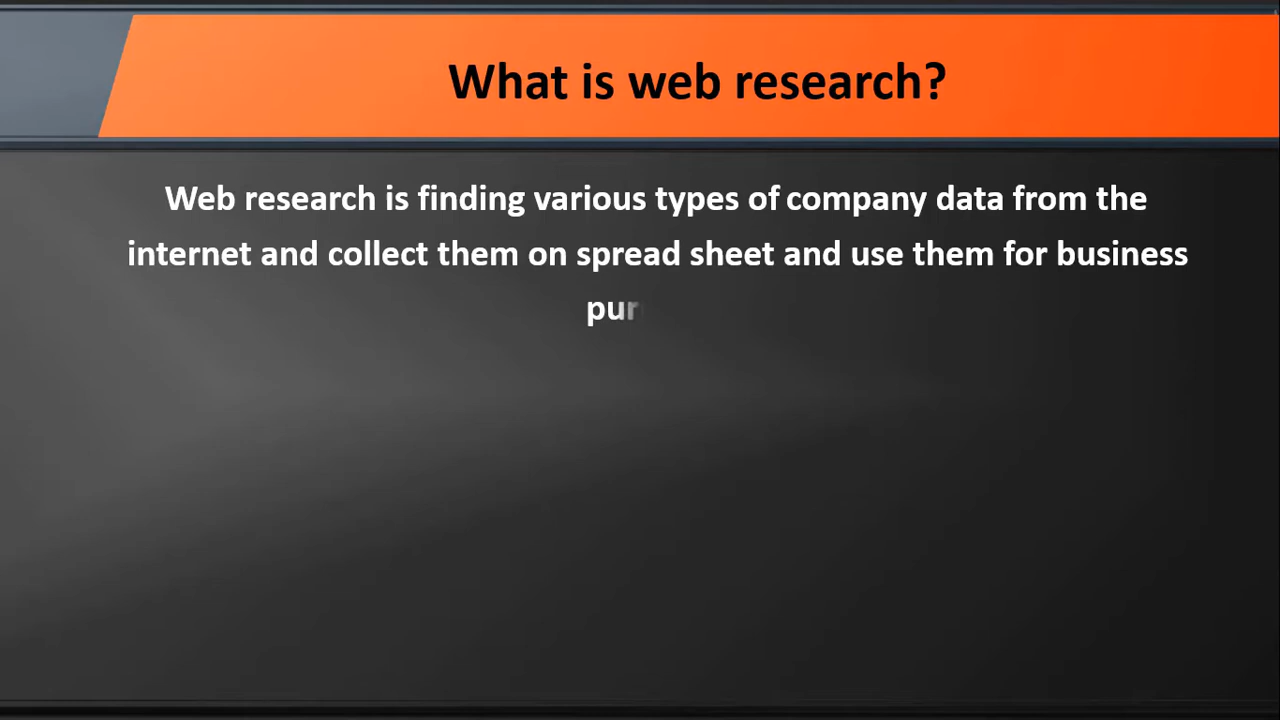 What is web research?
Web research is finding various types of company data from the
internet and collect them on spread sheet and use them for business
pur